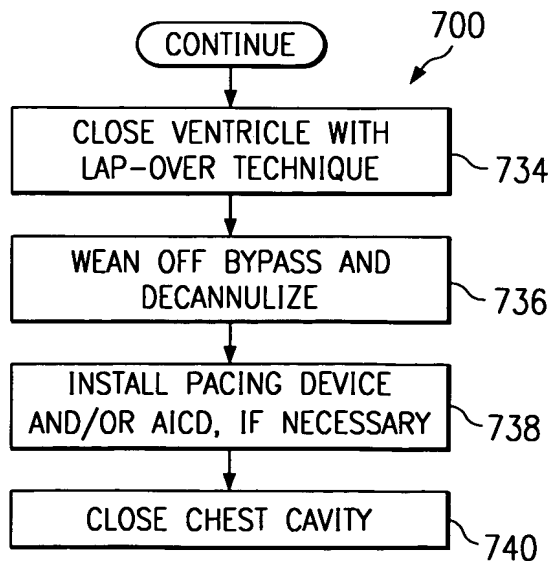 CONTINUE
700
CLOSE VENTRICLE WITH
LAP-OVER TECHNIQUE
734
WEAN OFF BYPASS AND
DECANNULIZE
736
INSTALL PACING DEVICE
AND/OR AICD, IF NECESSARY
738
CLOSE CHEST CAVITY
740